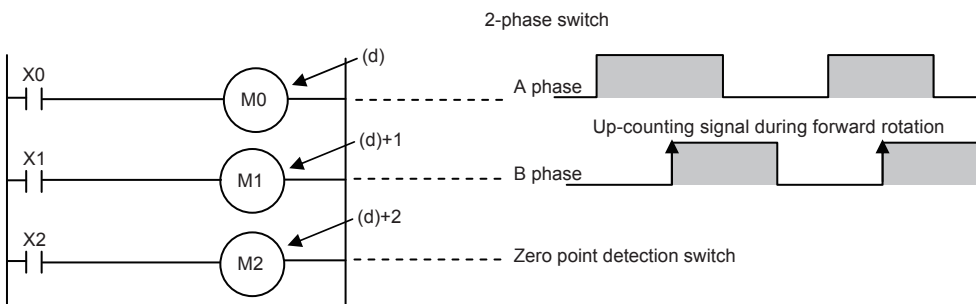 2-phase switch
X0
(d)
M0
A phase
Up-counting signal during forward rotation
X1
(d)+1
M1
B phase
X2
(d)+2
M2
Zero point detection switch